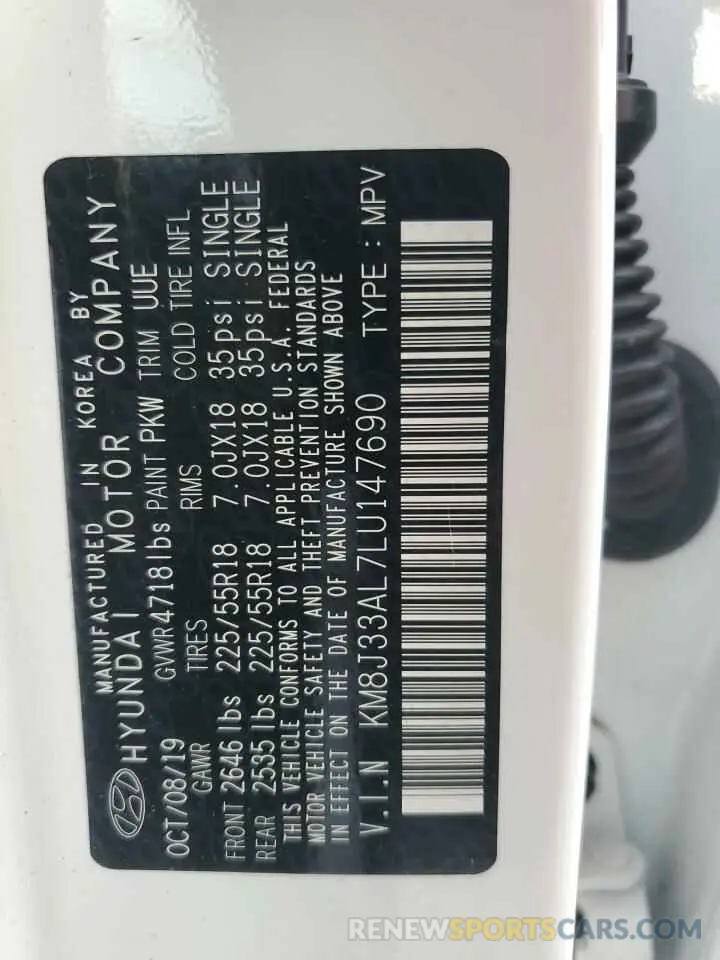 MANUFACTURED IN KOREA BY
HYUNDAI MOTOR COMPANY
OCT/08/19 GVWR 4718 lbs PAINT PKW TRIM UUE
GAWR TIRES RIMS COLD TIRE INFL
FRONT 2646 lbs 225/55R18 7.0JX18 35psi SINGLE
REAR 2535 lbs 225/55R18 7.0JX18 35psi SINGLE
THIS VEHICLE CONFORMS TO ALL APPLICABLE U.S.A. FEDERAL
MOTOR VEHICLE SAFETY AND THEFT PREVENTION STANDARDS
IN EFFECT ON THE DATE OF MANUFACTURE SHOWN ABOVE
V.I.N KM8J33AL7LU147690 TYPE : MPV
RENEWSPORTSCARS.COM